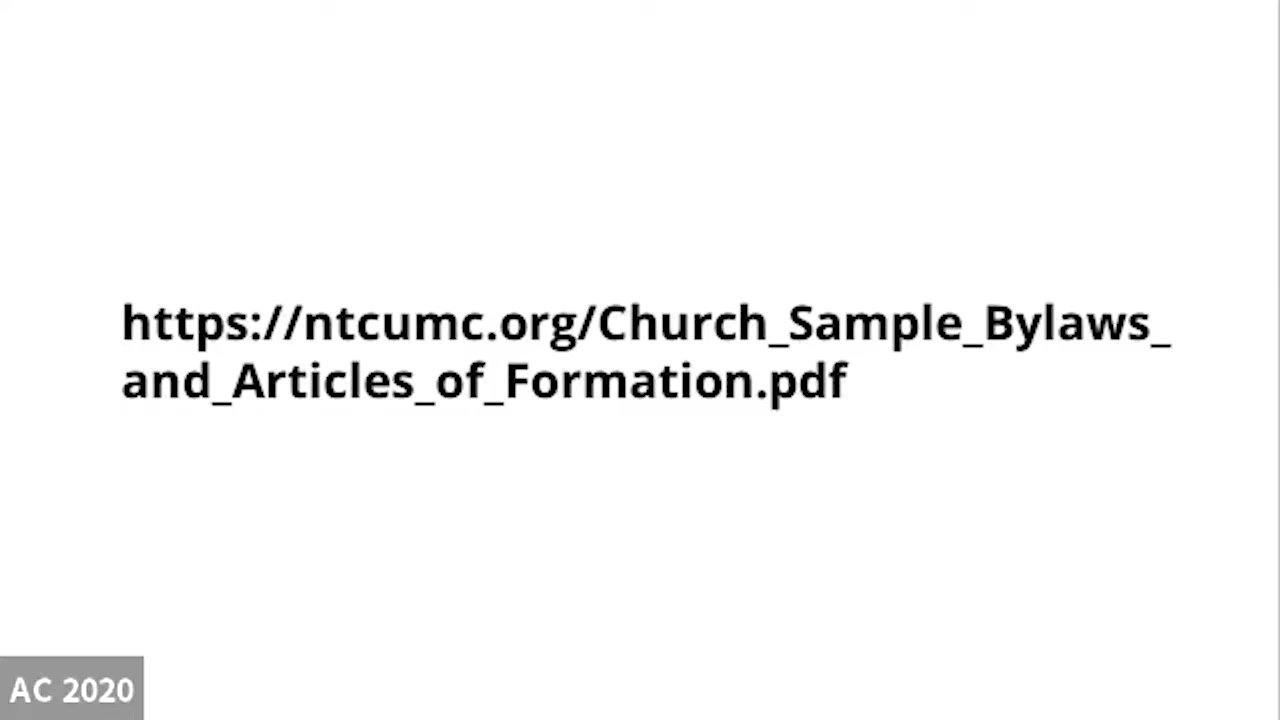 https://ntcumc.org/Church_Sample_Bylaws_
and_Articles_of_Formation.pdf
AC 2020